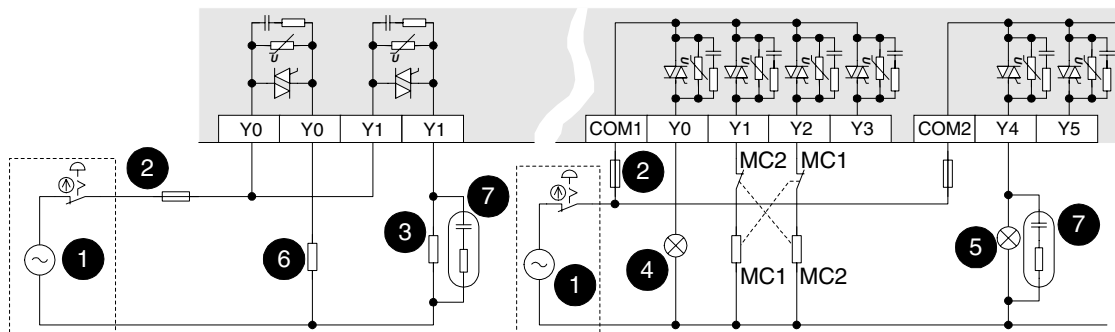 U U U U U U U U
Y0 Y0 Y1 Y1 COM1 Y0 Y1 Y2 Y3 COM2 Y4 Y5
MC2 MC1
2 2
7 7
3
1 6 4 5
1
MC1 MC2